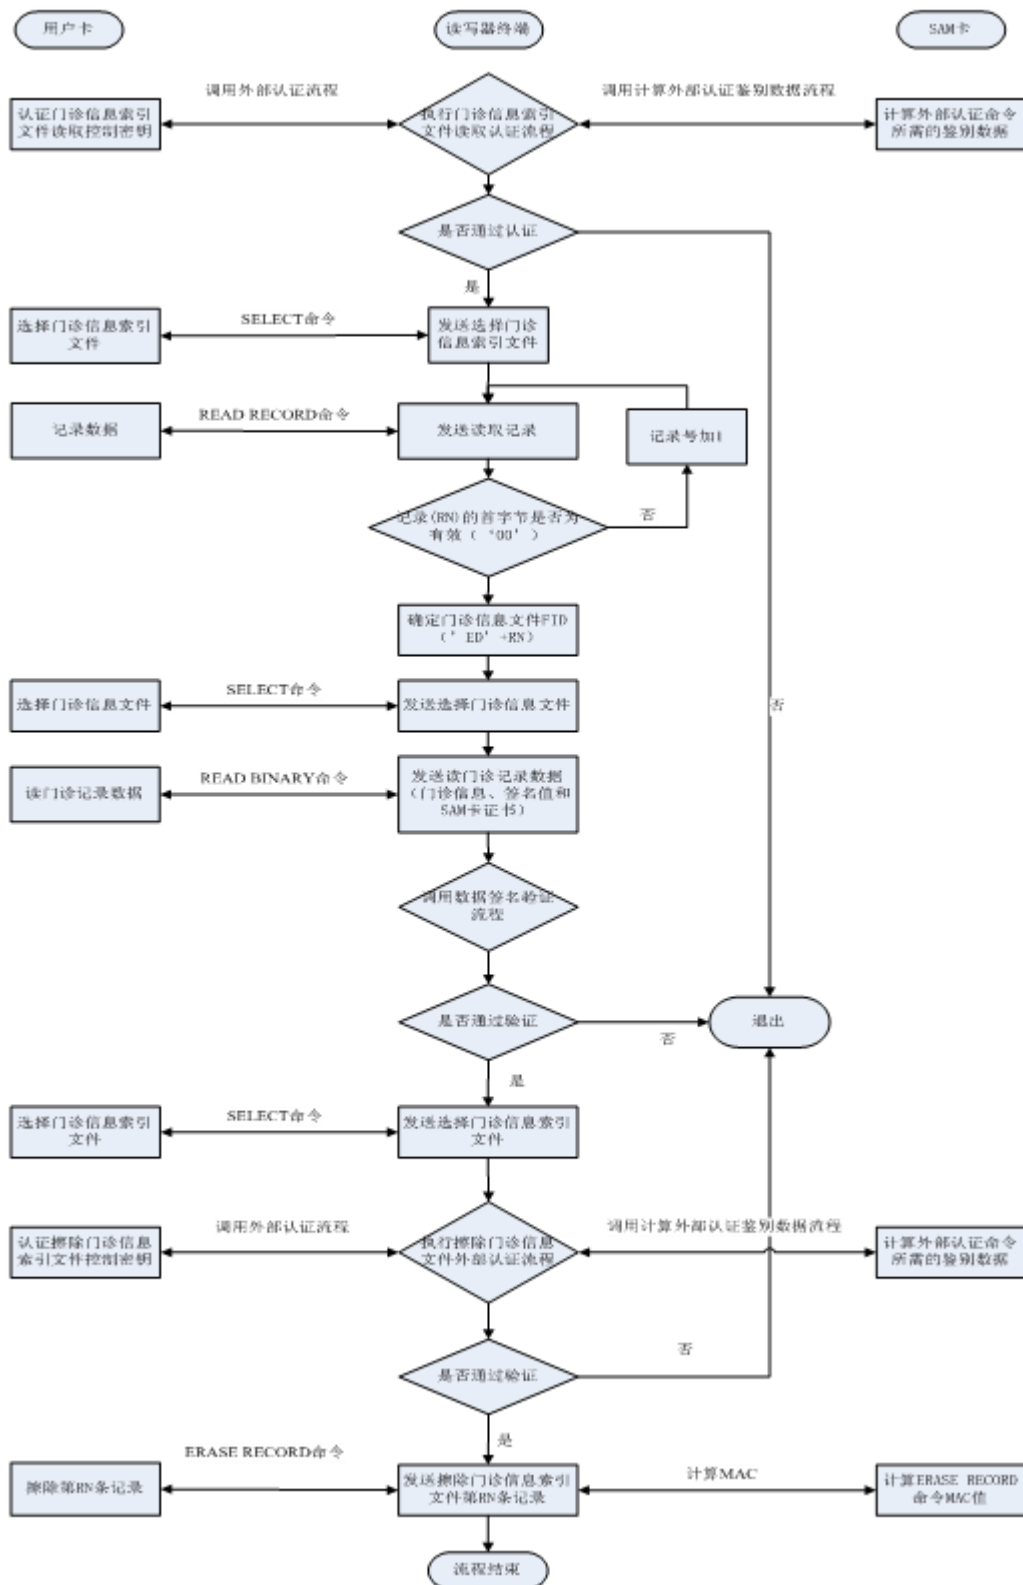 用户卡
读写器终端
SAM卡
调用外部认证流程
调用计算外部认证鉴别数据流程
认证门诊信息索引
文件读取控制密钥
执行门诊信息索引
文件读取认证流程
计算外部认证命令
所需的鉴别数据
是否通过认证
是
选择门诊信息索引
文件
SELECT命令
发送选择门诊
信息索引文件
记录数据
READ RECORD命令
发送读取记录
记录号加1
记录(RN)的首字节是否为
有效（‘00’）
否
确定门诊信息文件FID
（’ED’+RN）
选择门诊信息文件
SELECT命令
发送选择门诊信息文件
否
读门诊记录数据
READ BINARY命令
发送读门诊记录数据
（门诊信息、签名值和
SAM卡证书）
调用数据签名验证
流程
是否通过验证
否
退出
是
选择门诊信息索引
文件
SELECT命令
发送选择门诊信息索引
文件
调用外部认证流程
调用计算外部认证鉴别数据流程
认证擦除门诊信息
索引文件控制密钥
执行擦除门诊信息
文件外部认证流程
计算外部认证命令
所需的鉴别数据
是否通过验证
否
是
ERASE RECORD命令
计算MAC
擦除第RN条记录
发送擦除门诊信息索引
文件第RN条记录
计算ERASE RECORD
命令MAC值
流程结束